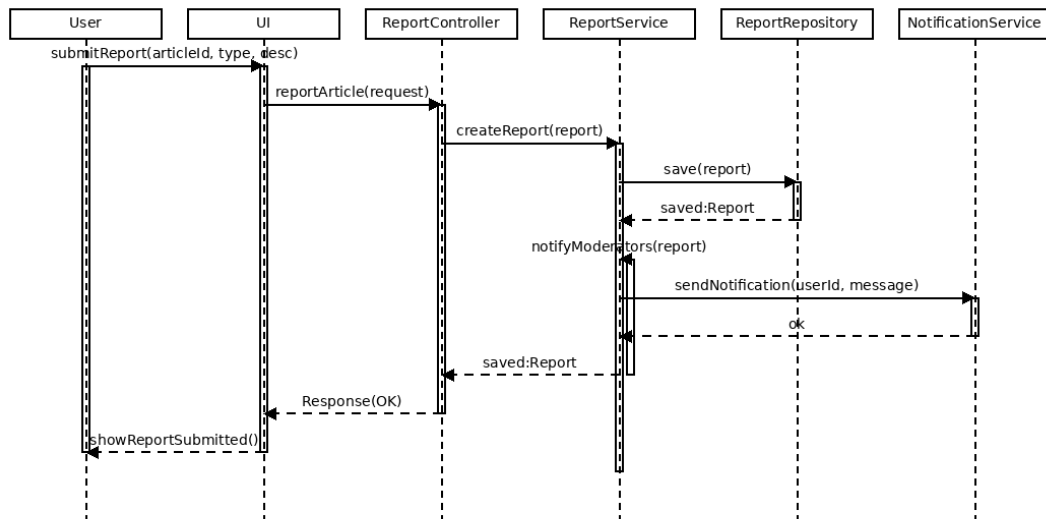 User
UI
ReportController
ReportService
ReportRepository
NotificationService
submitReport(articleId, type, desc)
reportArticle(request)
createReport(report)
save(report)
saved:Report
notifyModerators(report)
sendNotification(userId, message)
ok
saved:Report
Response(OK)
showReportSubmitted()